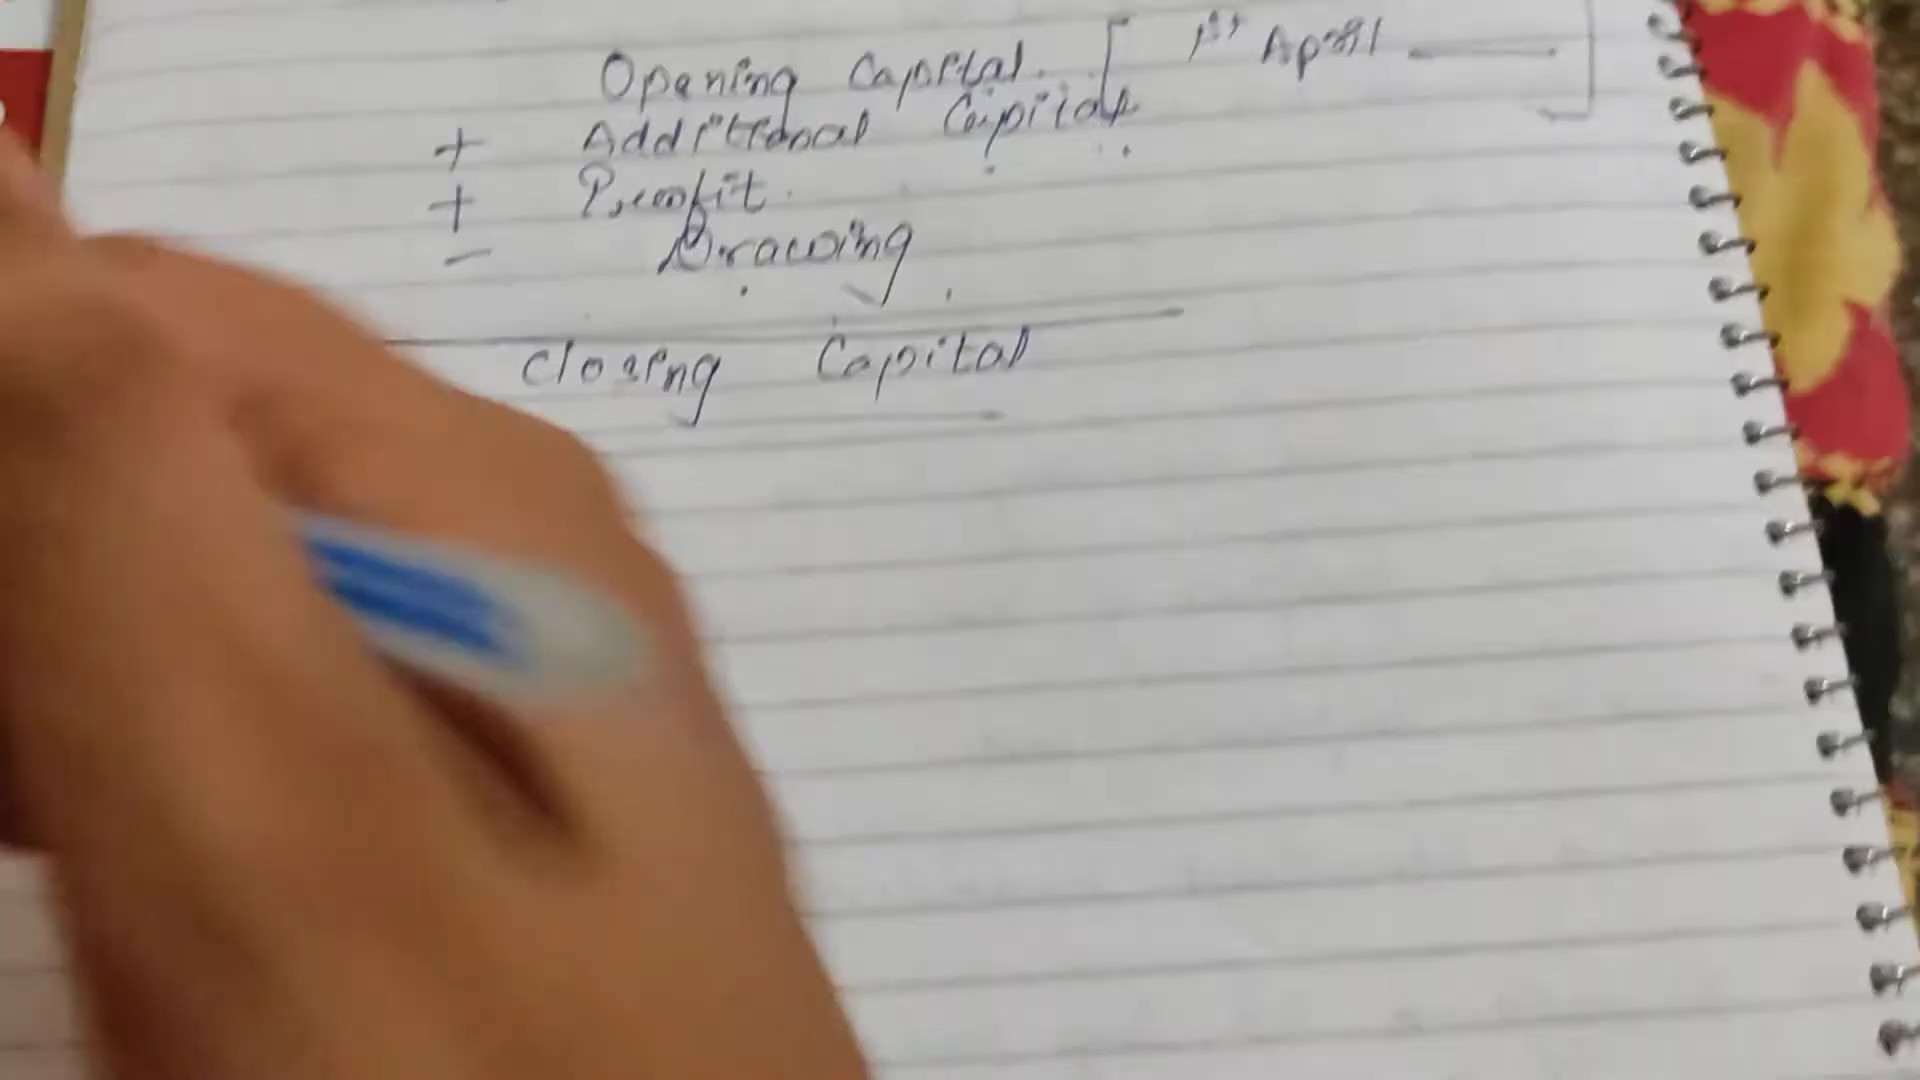 Opening Capital [ 1st April — ]
+ Additional Capital
+ Profit
- Drawing
Closing Capital